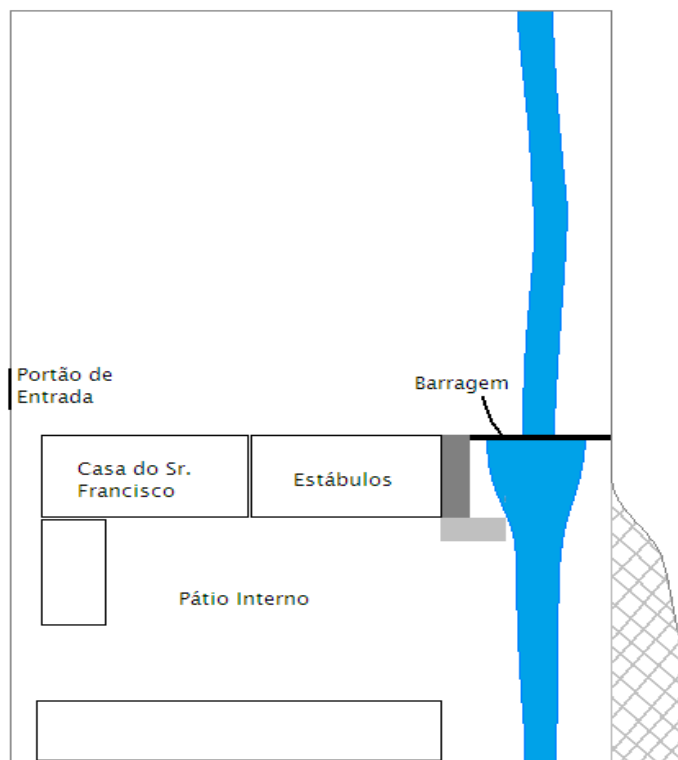 Portão de
Entrada
Barragem
Casa do Sr.
Francisco
Estábulos
Pátio Interno